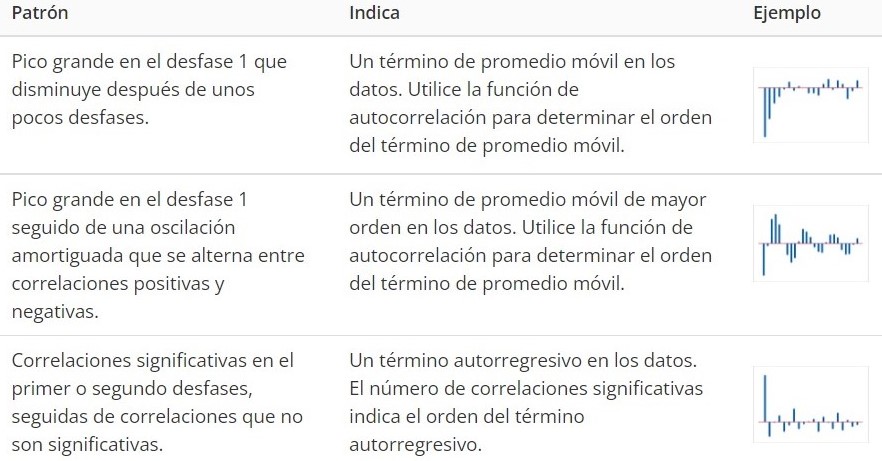 Patrón Indica Ejemplo
Pico grande en el desfase 1 que
disminuye después de unos
pocos desfases.
Un término de promedio móvil en los
datos. Utilice la función de
autocorrelación para determinar el orden
del término de promedio móvil.
Pico grande en el desfase 1
seguido de una oscilación
amortiguada que se alterna entre
correlaciones positivas y
negativas.
Un término de promedio móvil de mayor
orden en los datos. Utilice la función de
autocorrelación para determinar el orden
del término de promedio móvil.
Correlaciones significativas en el
primer o segundo desfases,
seguidas de correlaciones que no
son significativas.
Un término autorregresivo en los datos.
El número de correlaciones significativas
indica el orden del término
autorregresivo.